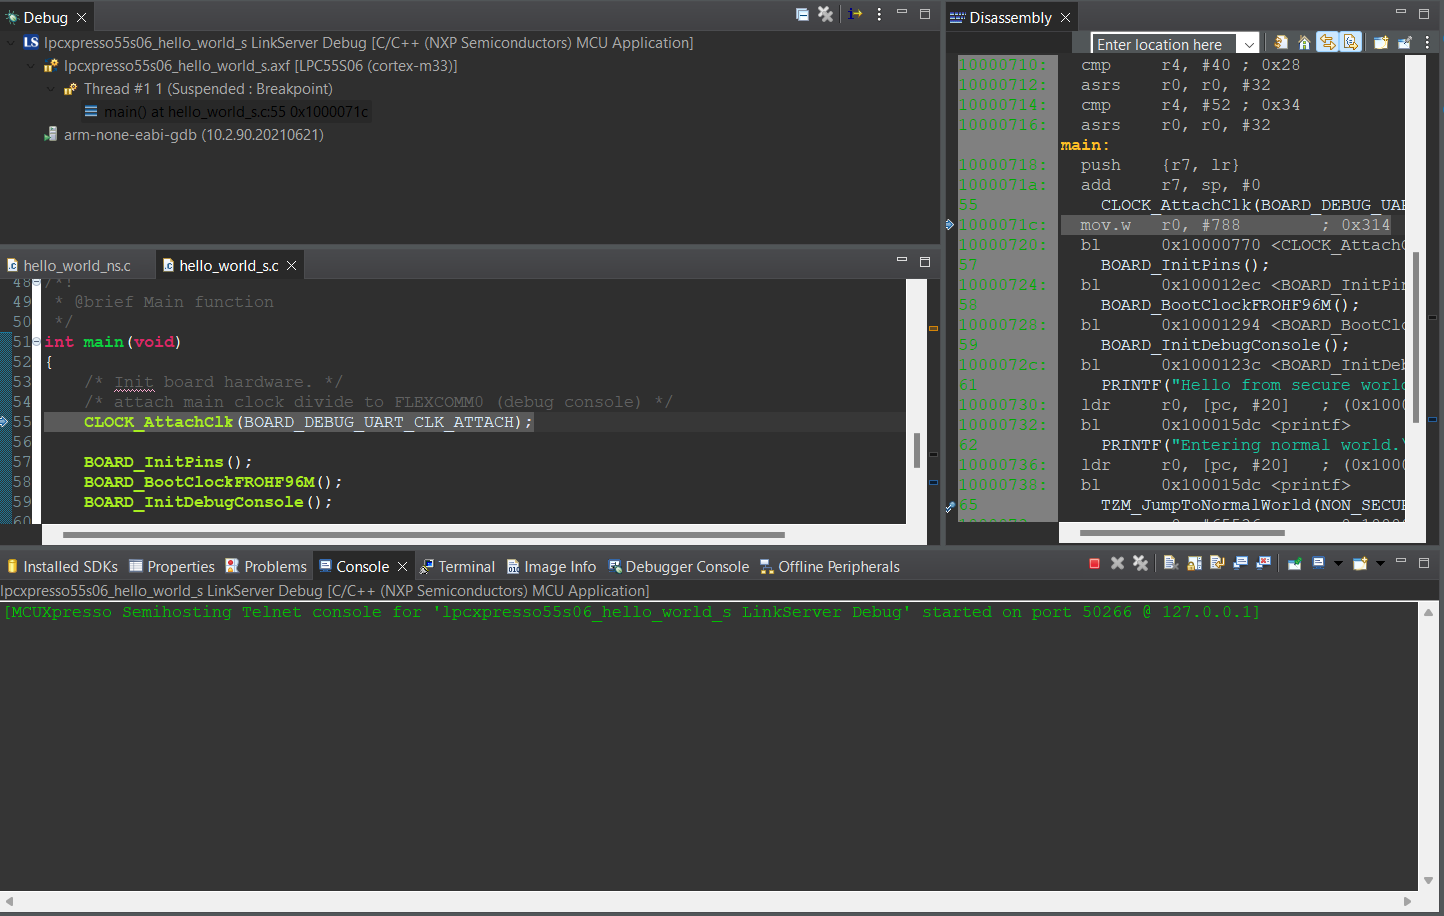 Debug
lpcxpresso55s06_hello_world_s LinkServer Debug [C/C++ (NXP Semiconductors) MCU Application]
lpcxpresso55s06_hello_world_s.axf [LPC55S06 (cortex-m33)]
Thread #1 1 (Suspended : Breakpoint)
main() at hello_world_s.c:55 0x1000071c
arm-none-eabi-gdb (10.2.90.20210621)
hello_world_ns.c
hello_world_s.c
48 /*!
49 * @brief Main function
50 */
51 int main(void)
52 {
53 /* Init board hardware. */
54 /* attach main clock divide to FLEXCOMM0 (debug console) */
55 CLOCK_AttachClk(BOARD_DEBUG_UART_CLK_ATTACH);
56
57 BOARD_InitPins();
58 BOARD_BootClockFROHF96M();
59 BOARD_InitDebugConsole();
60
Disassembly
Enter location here
10000710: cmp r4, #40 ; 0x28
10000712: asrs r0, r0, #32
10000714: cmp r4, #52 ; 0x34
10000716: asrs r0, r0, #32
main:
10000718: push {r7, lr}
1000071a: add r7, sp, #0
55 CLOCK_AttachClk(BOARD_DEBUG_UAR
1000071c: mov.w r0, #788 ; 0x314
10000720: bl 0x10000770 <CLOCK_AttachC
57 BOARD_InitPins();
10000724: bl 0x100012ec <BOARD_InitPin
58 BOARD_BootClockFROHF96M();
10000728: bl 0x10001294 <BOARD_BootClo
59 BOARD_InitDebugConsole();
1000072c: bl 0x1000123c <BOARD_InitDeb
61 PRINTF("Hello from secure worl
10000730: ldr r0, [pc, #20] ; (0x1000
10000732: bl 0x100015dc <printf>
62 PRINTF("Entering normal world.\
10000736: ldr r0, [pc, #20] ; (0x1000
10000738: bl 0x100015dc <printf>
65 TZM_JumpToNormalWorld(NON_SECUR
Installed SDKs
Properties
Problems
Console
Terminal
Image Info
Debugger Console
Offline Peripherals
lpcxpresso55s06_hello_world_s LinkServer Debug [C/C++ (NXP Semiconductors) MCU Application]
[MCUXpresso Semihosting Telnet console for 'lpcxpresso55s06_hello_world_s LinkServer Debug' started on port 50266 @ 127.0.0.1]